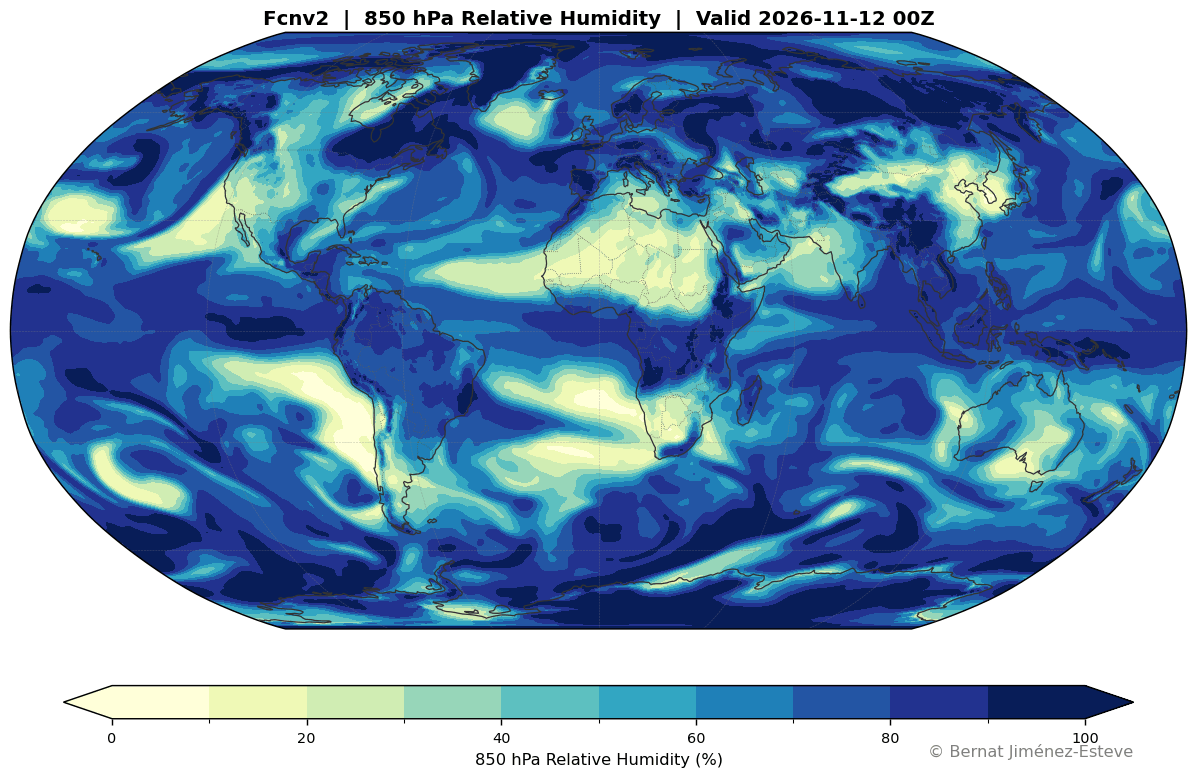 Fcnv2 | 850 hPa Relative Humidity | Valid 2026-11-12 00Z
0 20 40 60 80 100
850 hPa Relative Humidity (%)
© Bernat Jiménez-Esteve